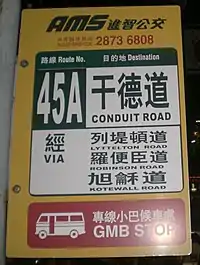 AMS 進智公交
2873 6808
路線 Route No. 目的地 Destination
45A 干德道
CONDUIT ROAD
經 列堤頓道
VIA LYTTELTON ROAD
羅便臣道
ROBINSON ROAD
旭龢道
KOTEWALL ROAD
專線小巴候車處
GMB STOP